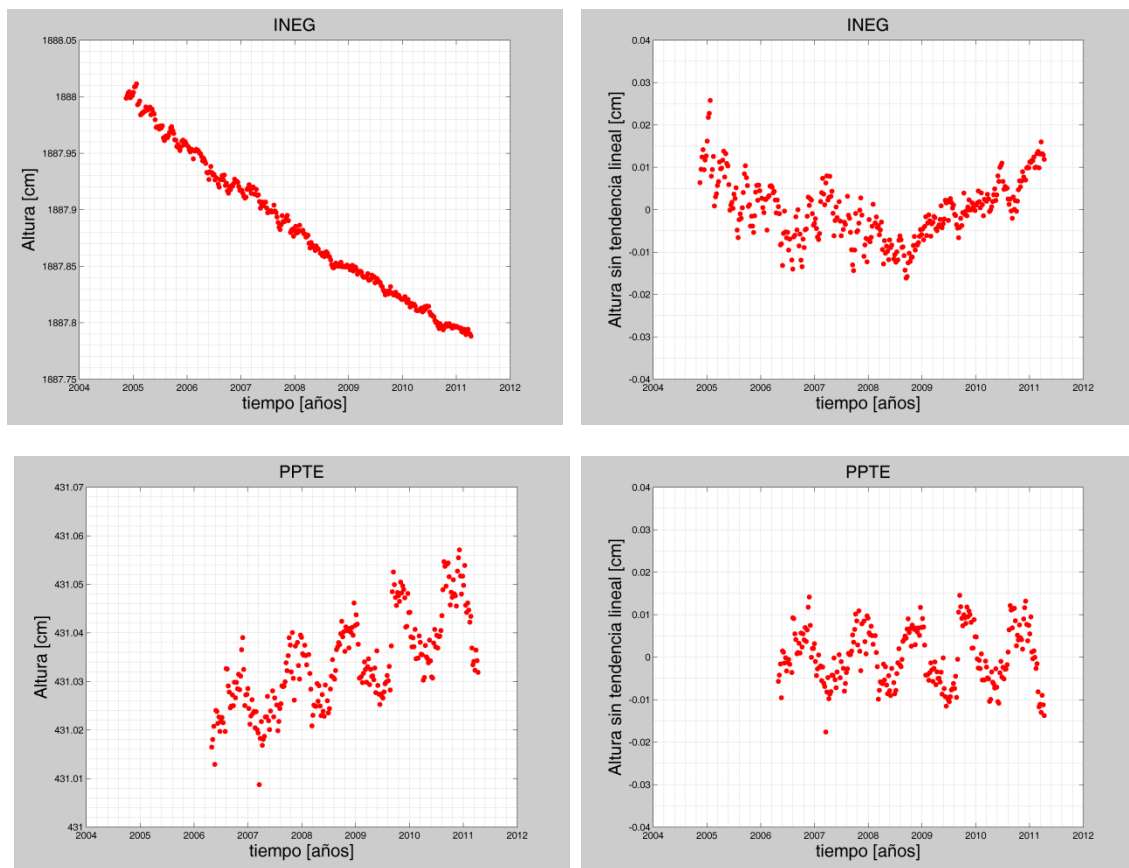 INEG
1888.05
1888
1887.95
1887.9
1887.85
1887.8
1887.75
Altura [cm]
2004 2005 2006 2007 2008 2009 2010 2011 2012
tiempo [años]
INEG
0.04
0.03
0.02
0.01
0
-0.01
-0.02
-0.03
-0.04
Altura sin tendencia lineal [cm]
2004 2005 2006 2007 2008 2009 2010 2011 2012
tiempo [años]
PPTE
431.07
431.06
431.05
431.04
431.03
431.02
431.01
431
Altura [cm]
2004 2005 2006 2007 2008 2009 2010 2011 2012
tiempo [años]
PPTE
0.04
0.03
0.02
0.01
0
-0.01
-0.02
-0.03
-0.04
Altura sin tendencia lineal [cm]
2004 2005 2006 2007 2008 2009 2010 2011 2012
tiempo [años]